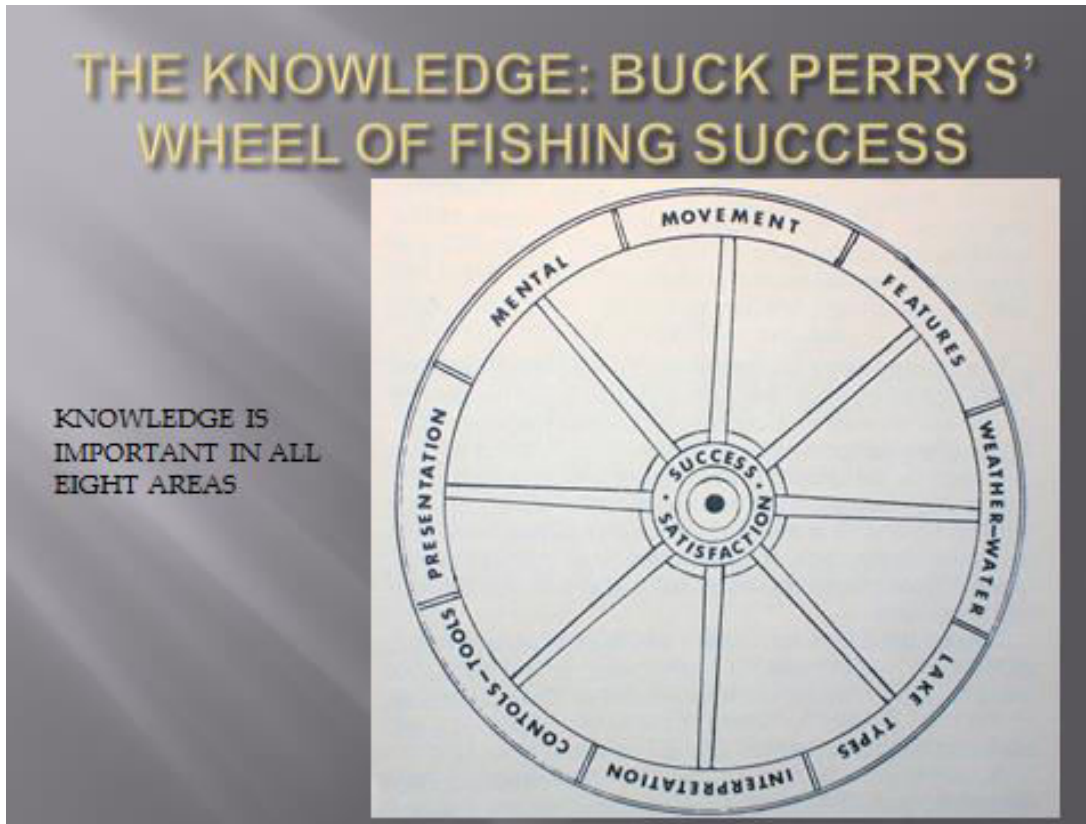 THE KNOWLEDGE: BUCK PERRYS’
WHEEL OF FISHING SUCCESS
KNOWLEDGE IS
IMPORTANT IN ALL
EIGHT AREAS
MOVEMENT
FEATURES
WEATHER–WATER
LAKE TYPES
INTERPRETATION
CONTOLS–TOOLS
PRESENTATION
MENTAL
• SUCCESS •
SATISFACTION